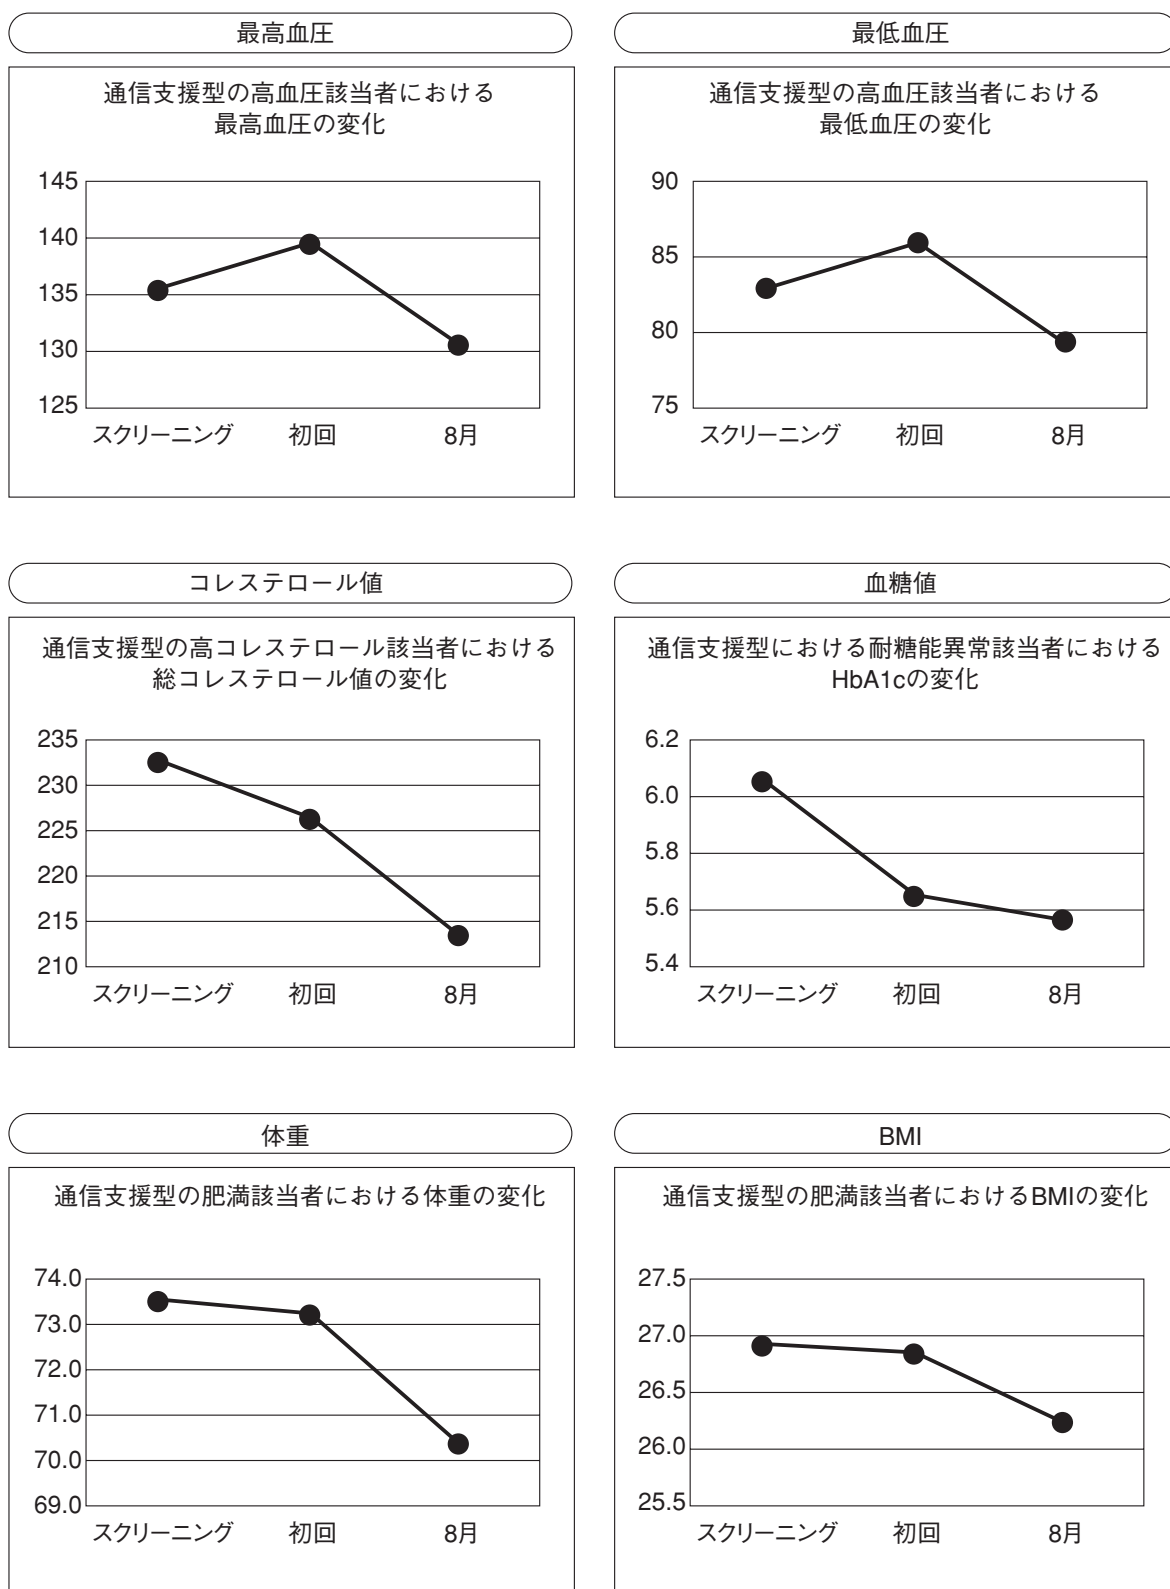 最高血圧
通信支援型の高血圧該当者における
最高血圧の変化
145
140
135
130
125
スクリーニング 初回 8月
最低血圧
通信支援型の高血圧該当者における
最低血圧の変化
90
85
80
75
スクリーニング 初回 8月
コレステロール値
通信支援型の高コレステロール該当者における
総コレステロール値の変化
235
230
225
220
215
210
スクリーニング 初回 8月
血糖値
通信支援型における耐糖能異常該当者における
HbA1cの変化
6.2
6.0
5.8
5.6
5.4
スクリーニング 初回 8月
体重
通信支援型の肥満該当者における体重の変化
74.0
73.0
72.0
71.0
70.0
69.0
スクリーニング 初回 8月
BMI
通信支援型の肥満該当者におけるBMIの変化
27.5
27.0
26.5
26.0
25.5
スクリーニング 初回 8月